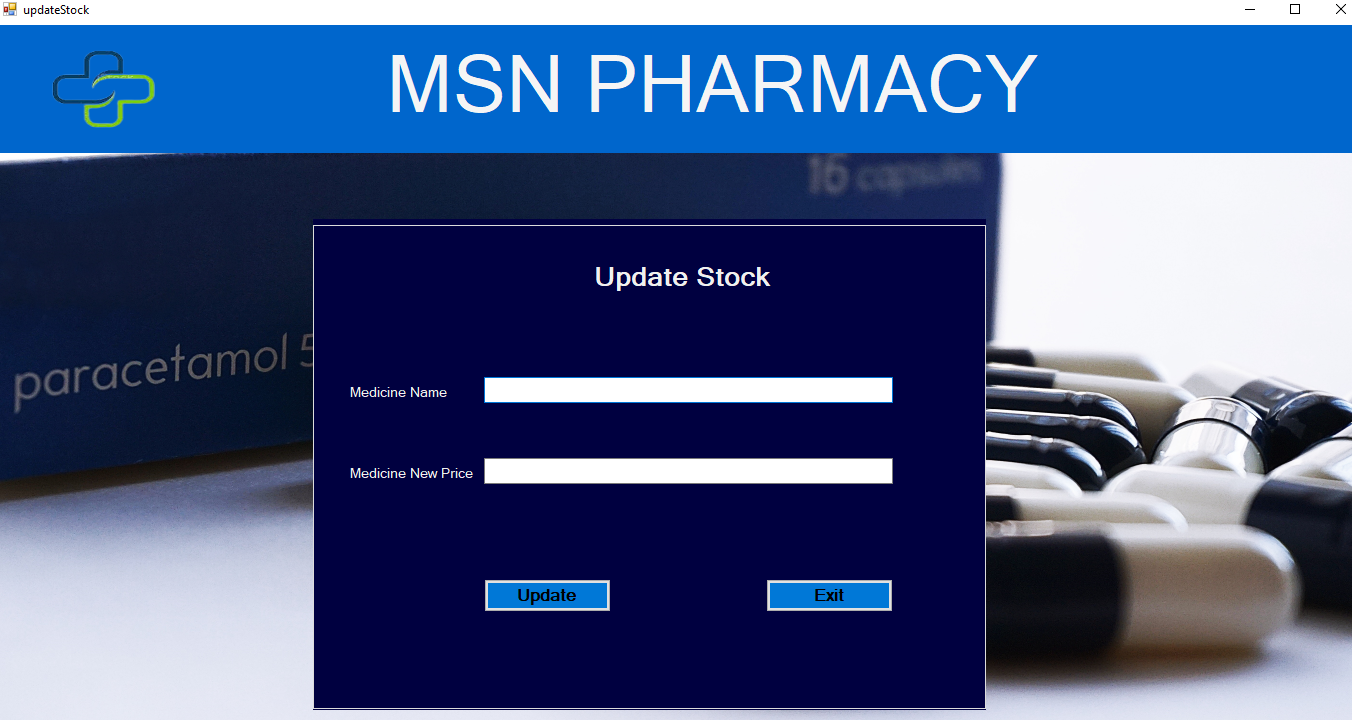 updateStock
MSN PHARMACY
16 capsules
Update Stock
paracetamol 5
Medicine Name
Medicine New Price
Update
Exit